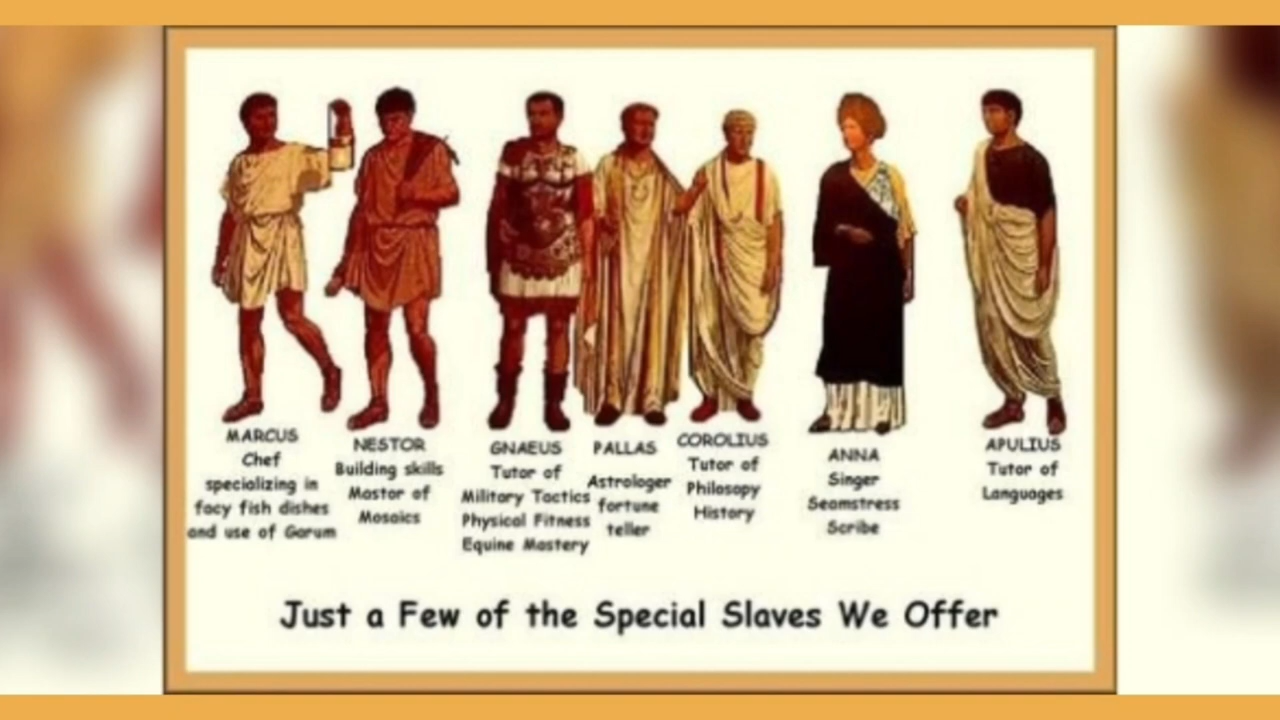 MARCUS
Chef
specializing in
facy fish dishes
and use of Garum
NESTOR
Building skills
Mastor of
Mosaics
GNAEUS
Tutor of
Military Tactics
Physical Fitness
Equine Mastery
PALLAS
Astrologer
fortune
teller
COROLIUS
Tutor of
Philosopy
History
ANNA
Singer
Seamstress
Scribe
APULIUS
Tutor of
Languages
Just a Few of the Special Slaves We Offer